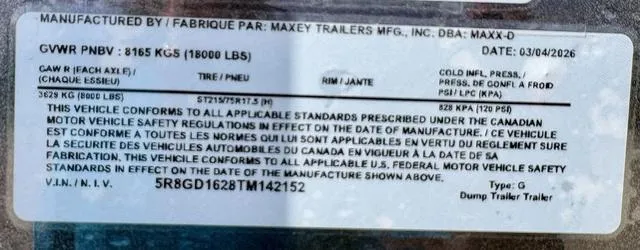 MANUFACTURED BY / FABRIQUE PAR: MAXEY TRAILERS MFG., INC. DBA: MAXX-D
GVWR PNBV : 8165 KGS (18000 LBS) DATE: 03/04/2026
GAWR (EACH AXLE) / (CHAQUE ESSIEU) TIRE / PNEU RIM / JANTE COLD INFL. PRESS. / PRESS. DE GONFL A FROID PSI / LPC (KPA)
3629 KG (8000 LBS) ST215/75R17.5 (H) 828 KPA (120 PSI)
THIS VEHICLE CONFORMS TO ALL APPLICABLE STANDARDS PRESCRIBED UNDER THE CANADIAN
MOTOR VEHICLE SAFETY REGULATIONS IN EFFECT ON THE DATE OF MANUFACTURE. / CE VEHICULE
EST CONFORME A TOUTES LES NORMES QUI LUI SONT APPLICABLES EN VERTU DU REGLEMENT SURE
LA SECURITE DES VEHICULES AUTOMOBILES DU CANADA EN VIGUEUR A LA DATE DE SA
FABRICATION. THIS VEHICILE CONFORMS TO ALL APPLICABLE U.S. FEDERAL MOTOR VEHICLE SAFETY
STANDARDS IN EFFECT ON THE DATE OF THE MANUFACTURE SHOWN ABOVE.
V.I.N. / N.I.V. 5R8GD1628TM142152 Type: G
Dump Trailer Trailer